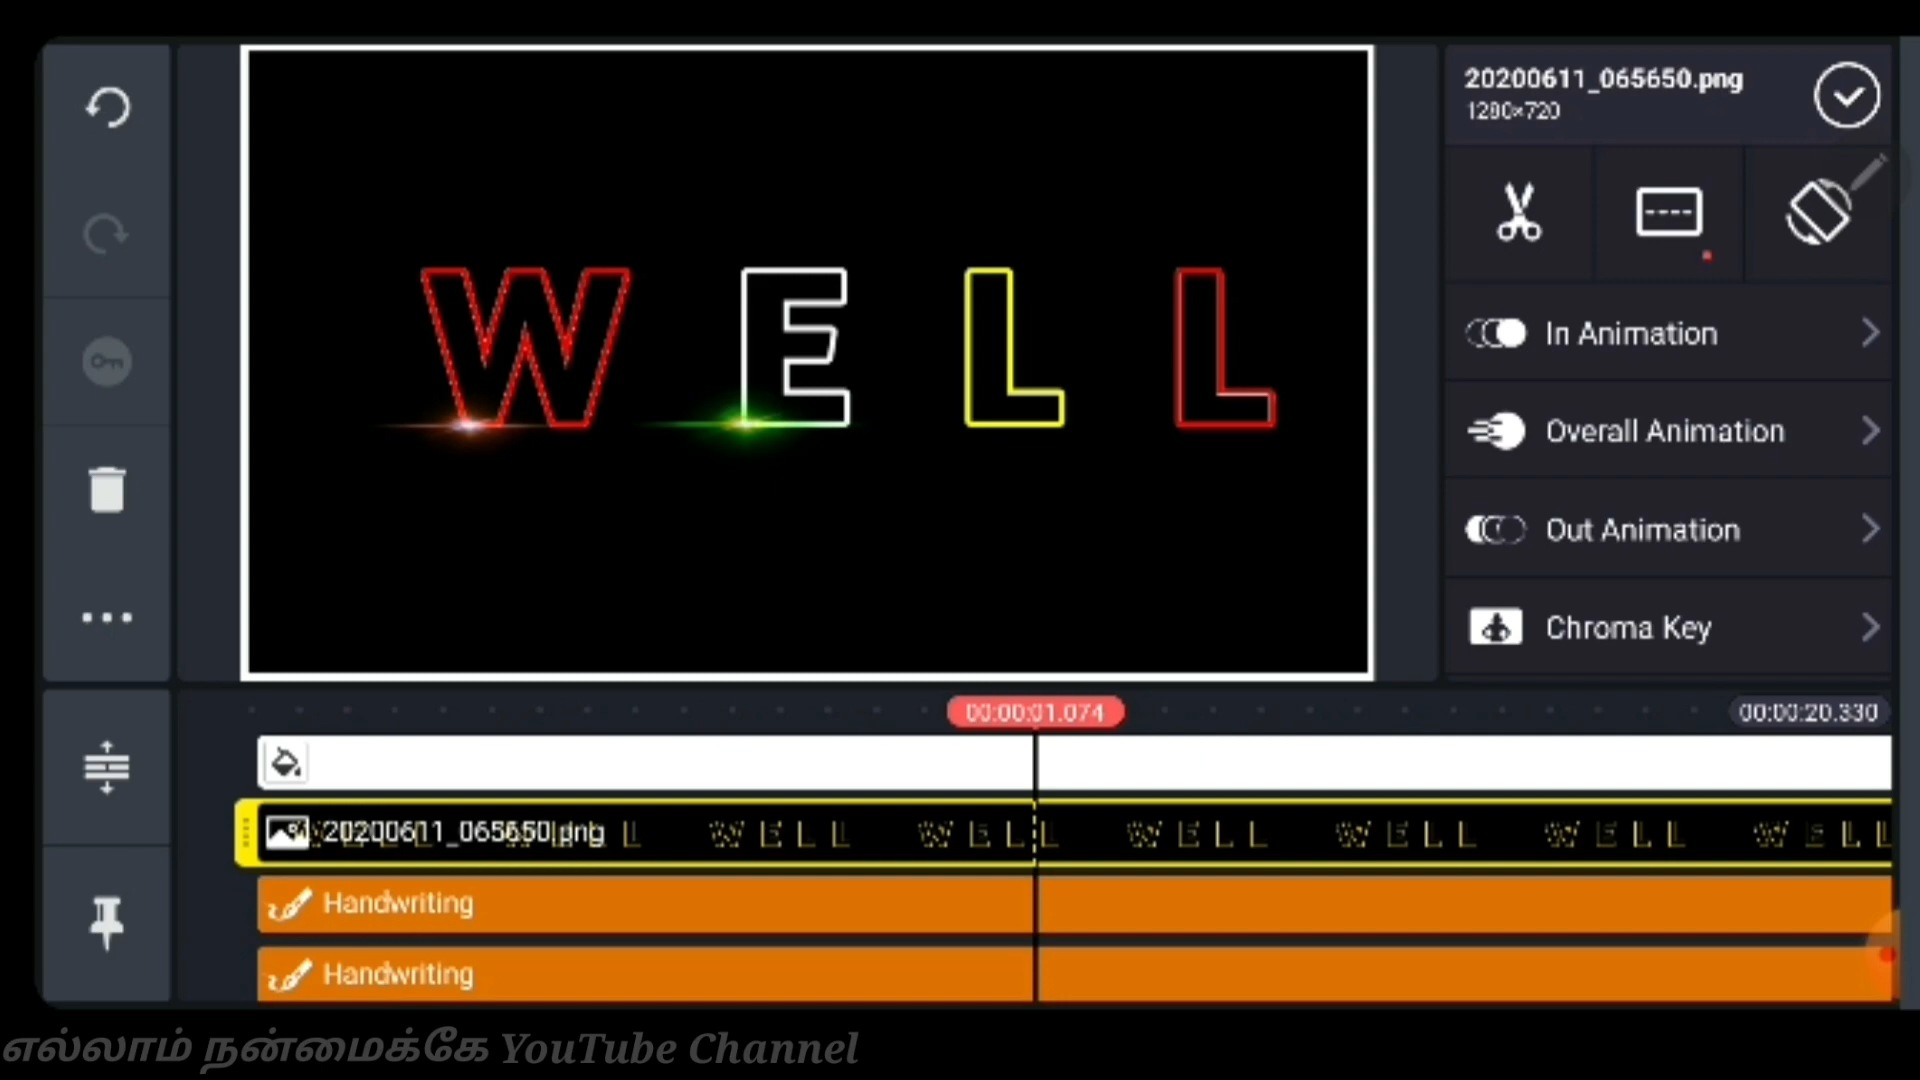 20200611_065650.png
1280×720
W E L L
In Animation
Overall Animation
Out Animation
Chroma Key
00:00:01.074
00:00:20.330
20200611_065650.png
W E L L W E L L W E L L W E L L W E L L W E L L
Handwriting
Handwriting
எல்லாம் நன்மைக்கே YouTube Channel